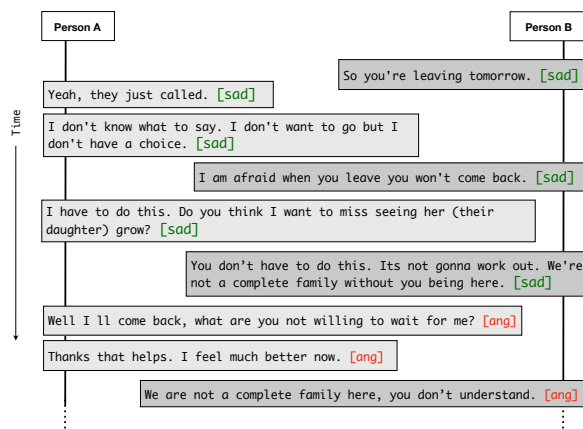 Person A
Person B
So you're leaving tomorrow. [sad]
Yeah, they just called. [sad]
Time
I don't know what to say. I don't want to go but I
don't have a choice. [sad]
I am afraid when you leave you won't come back. [sad]
I have to do this. Do you think I want to miss seeing her (their
daughter) grow? [sad]
You don’t have to do this. Its not gonna work out. We're
not a complete family without you being here. [sad]
Well I ll come back, what are you not willing to wait for me? [ang]
Thanks that helps. I feel much better now. [ang]
We are not a complete family here, you don’t understand. [ang]